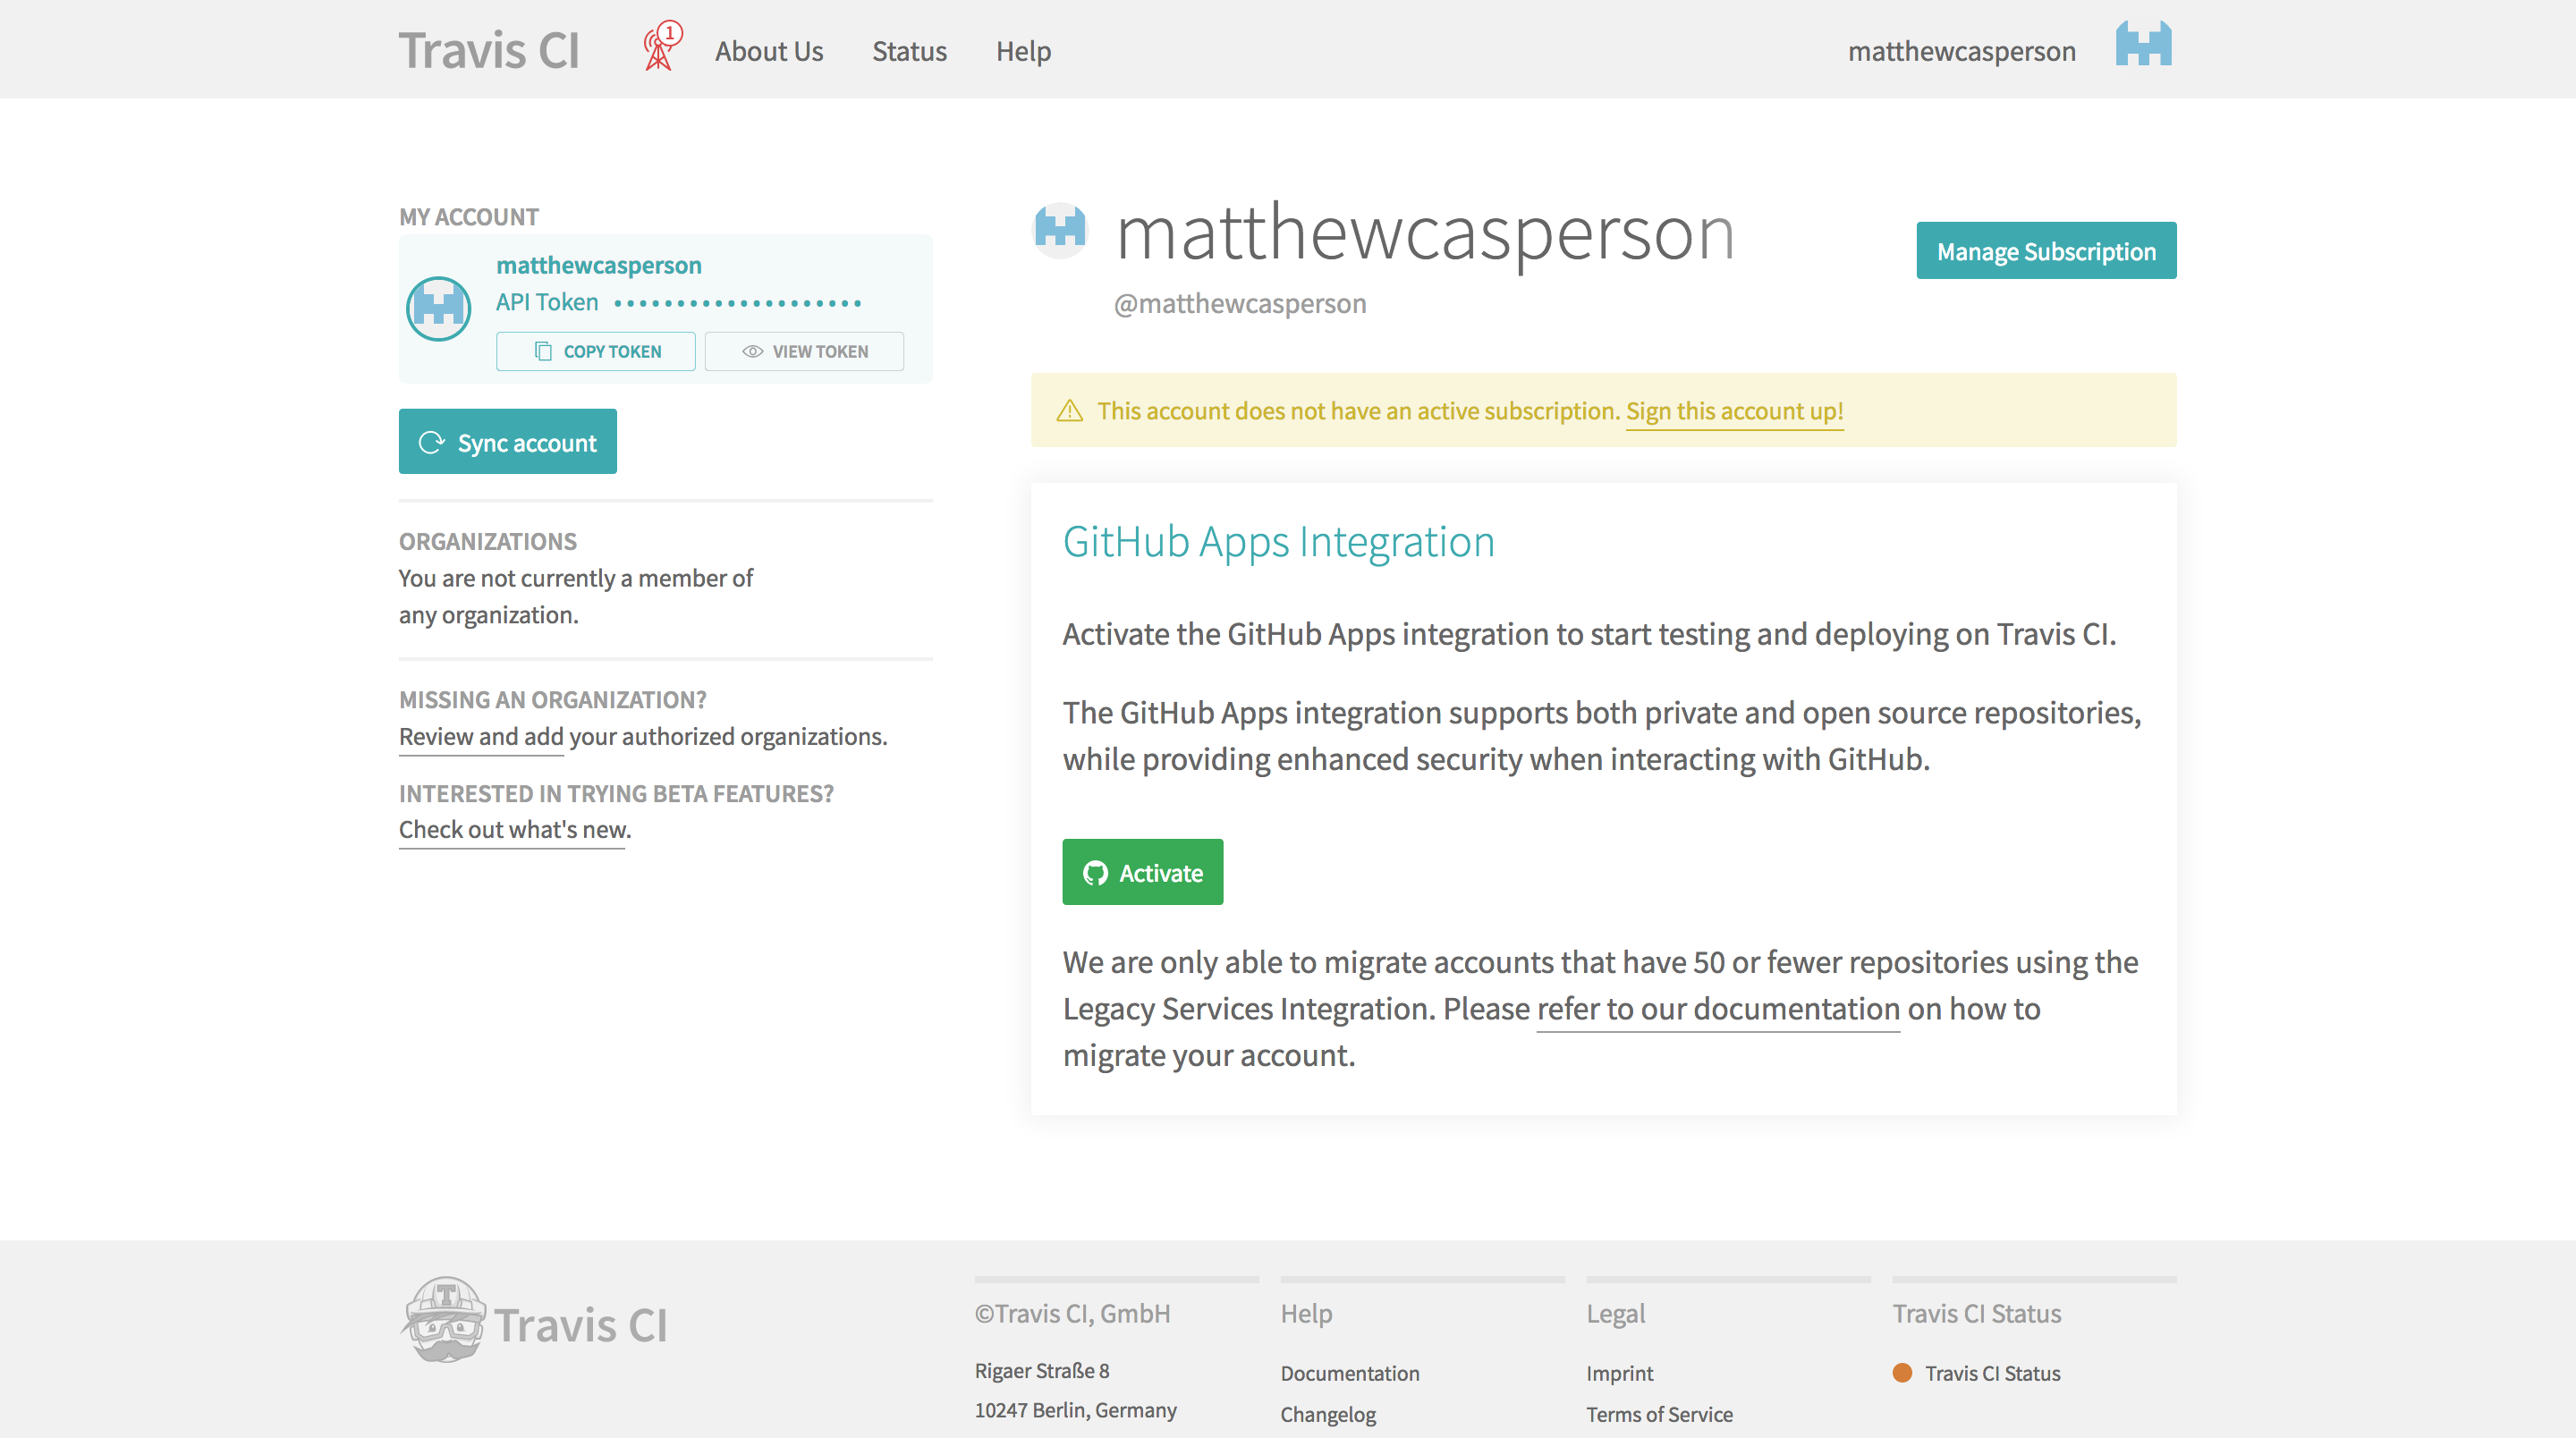 Travis CI
1
About Us
Status
Help
matthewcasperson
MY ACCOUNT
matthewcasperson
API Token
COPY TOKEN
VIEW TOKEN
Sync account
ORGANIZATIONS
You are not currently a member of
any organization.
MISSING AN ORGANIZATION?
Review and add your authorized organizations.
INTERESTED IN TRYING BETA FEATURES?
Check out what's new.
matthewcasperson
@matthewcasperson
Manage Subscription
This account does not have an active subscription. Sign this account up!
GitHub Apps Integration
Activate the GitHub Apps integration to start testing and deploying on Travis CI.
The GitHub Apps integration supports both private and open source repositories,
while providing enhanced security when interacting with GitHub.
Activate
We are only able to migrate accounts that have 50 or fewer repositories using the
Legacy Services Integration. Please refer to our documentation on how to
migrate your account.
T
Travis CI
©Travis CI, GmbH
Rigaer Straße 8
10247 Berlin, Germany
Help
Documentation
Changelog
Legal
Imprint
Terms of Service
Travis CI Status
Travis CI Status